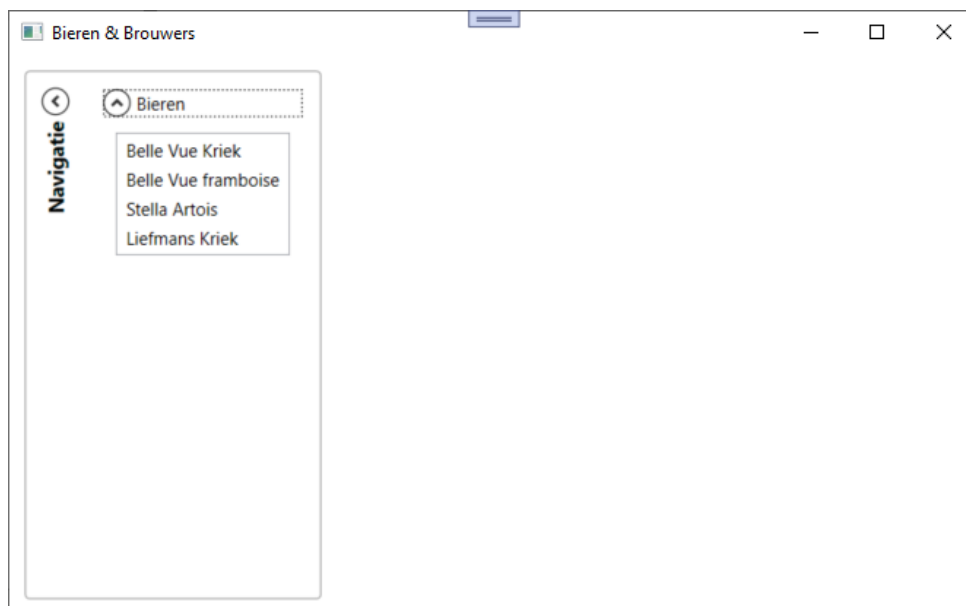 Bieren & Brouwers
Navigatie
Bieren
Belle Vue Kriek
Belle Vue framboise
Stella Artois
Liefmans Kriek